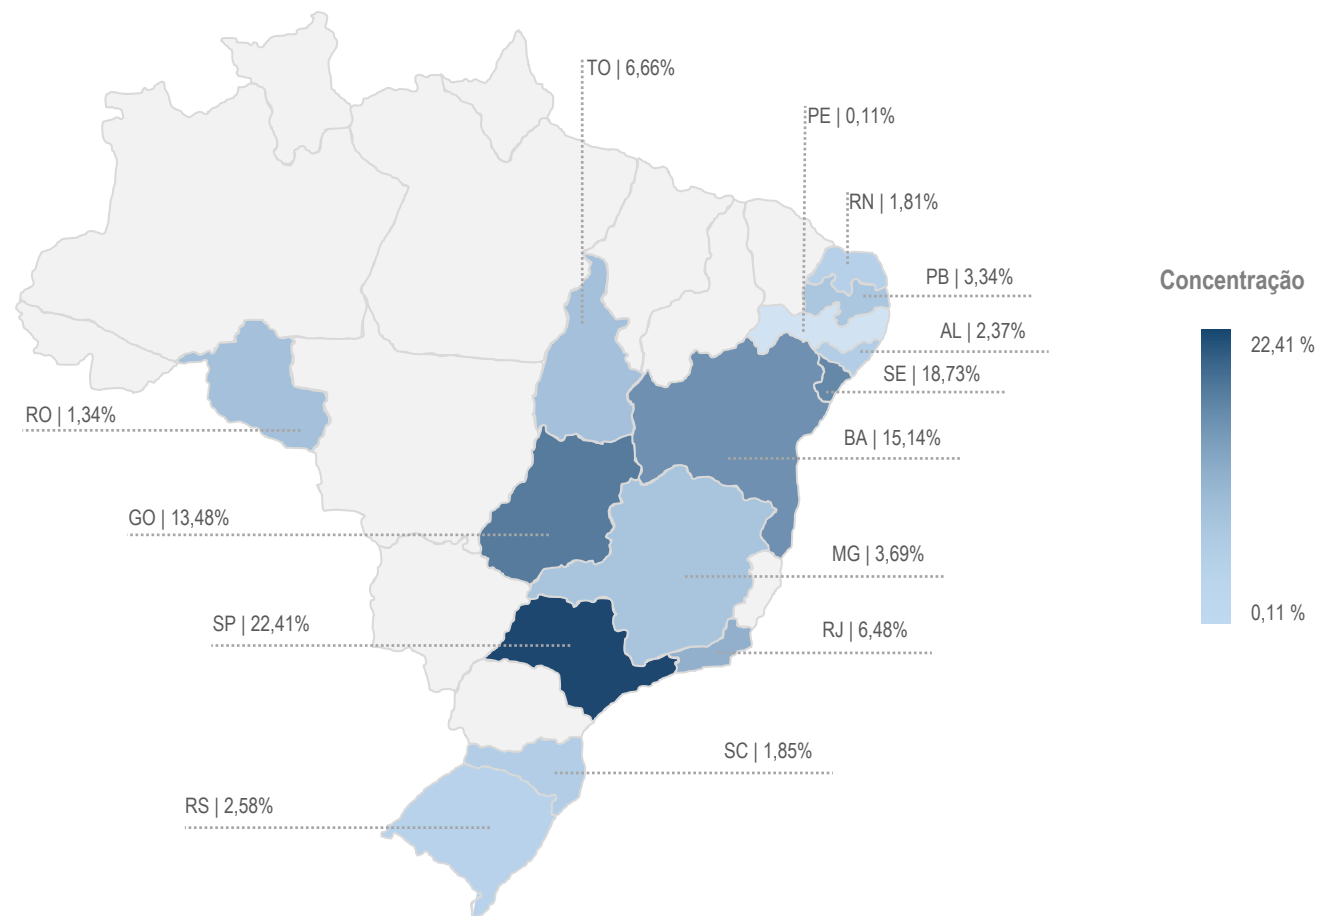 TO | 6,66%
PE | 0,11%
RN | 1,81%
PB | 3,34%
Concentração
AL | 2,37%
22,41 %
SE | 18,73%
RO | 1,34%
BA | 15,14%
GO | 13,48%
MG | 3,69%
0,11 %
SP | 22,41%
RJ | 6,48%
SC | 1,85%
RS | 2,58%